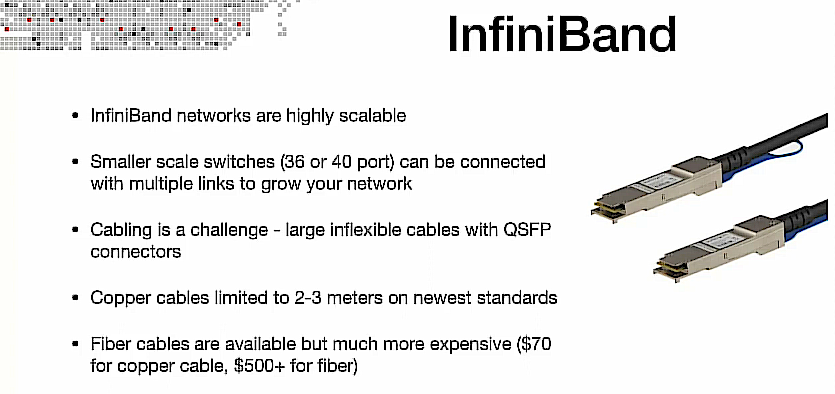 InfiniBand
• InfiniBand networks are highly scalable
• Smaller scale switches (36 or 40 port) can be connected
with multiple links to grow your network
• Cabling is a challenge - large inflexible cables with QSFP
connectors
• Copper cables limited to 2-3 meters on newest standards
• Fiber cables are available but much more expensive ($70
for copper cable, $500+ for fiber)